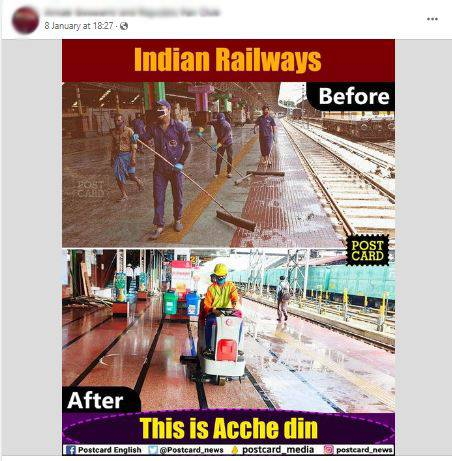 8 January at 18:27 ·
Indian Railways
Before
POST
CARD
POST
CARD
After
This is Acche din
Postcard English @Postcard_news postcard_media postcard_news